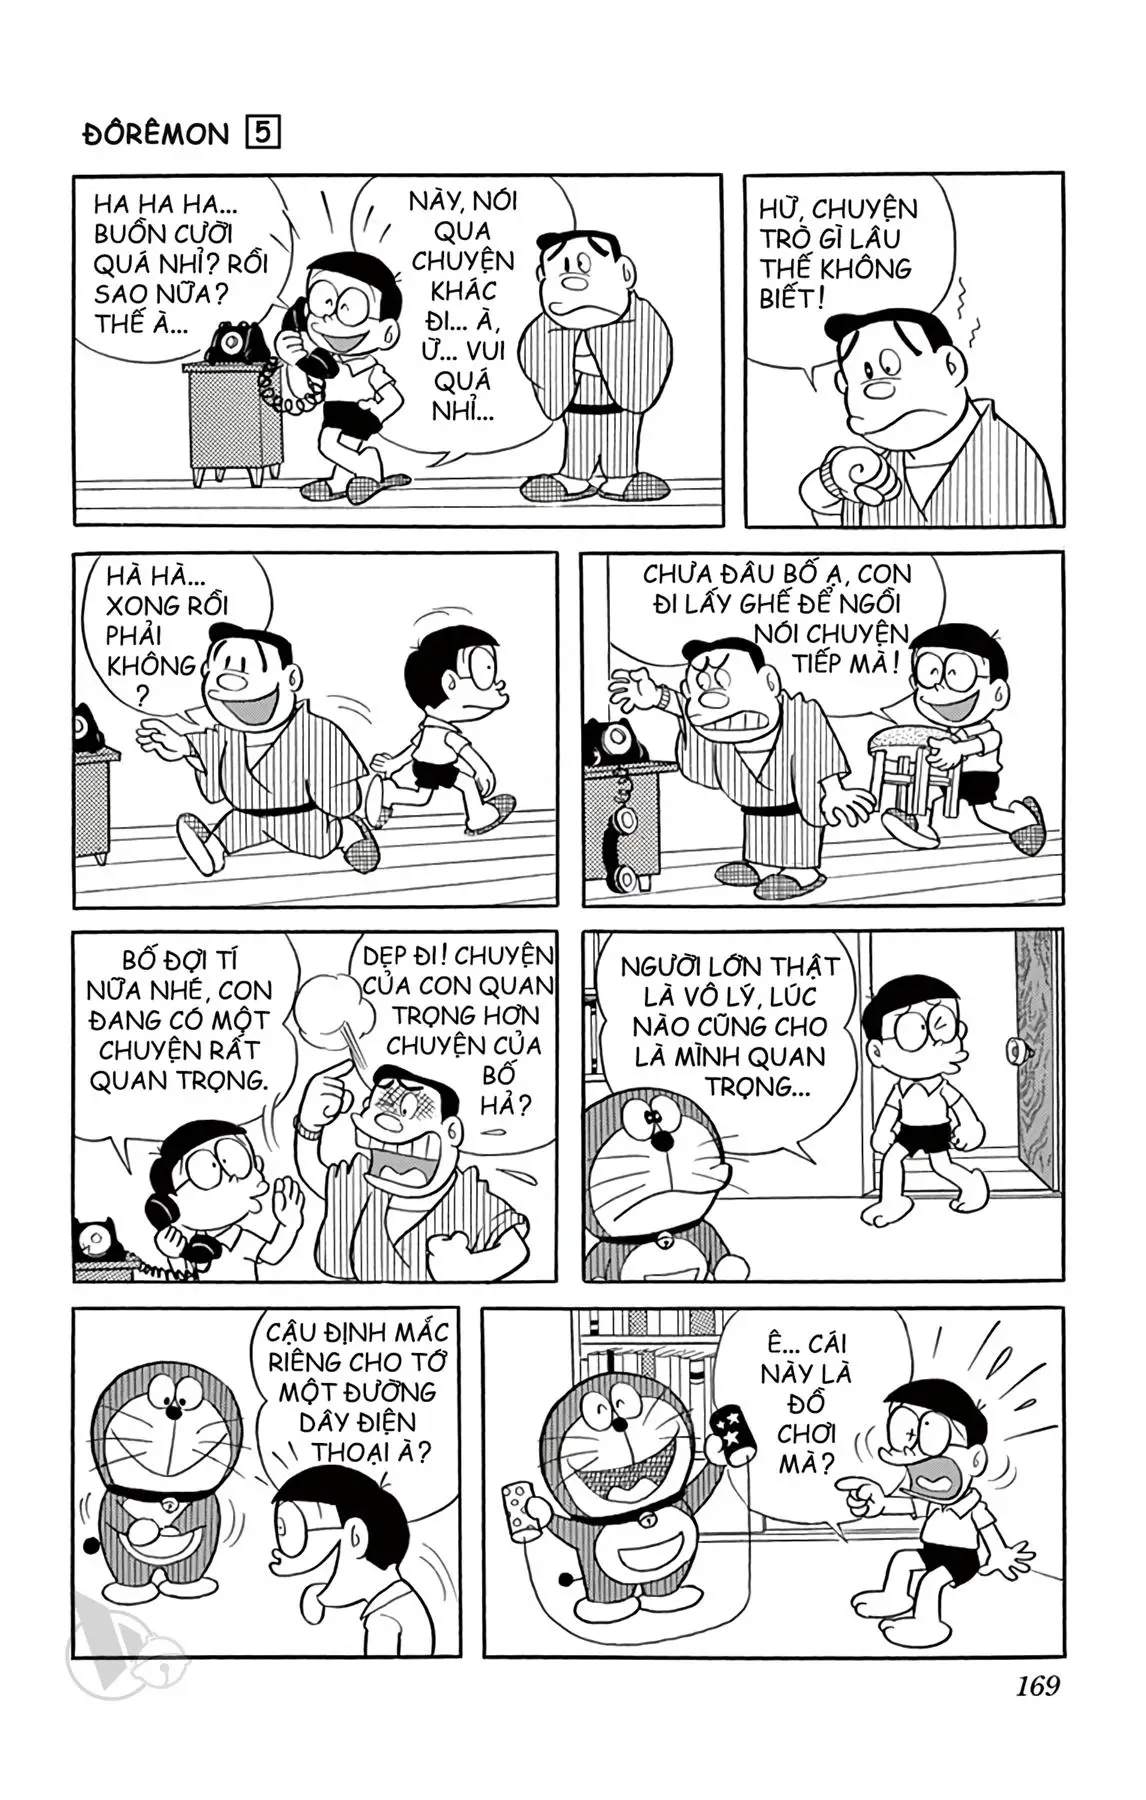 ĐÔRÊMON 5
HA HA HA...
BUỒN CƯỜI
QUÁ NHỈ? RỒI
SAO NỮA?
THẾ À...
NÀY, NÓI
QUA
CHUYỆN
KHÁC
ĐI... À,
Ừ... VUI
QUÁ
NHỈ...
HỪ, CHUYỆN
TRÒ GÌ LÂU
THẾ KHÔNG
BIẾT!
HÀ HÀ...
XONG RỒI
PHẢI
KHÔNG
?
CHƯA ĐÂU BỐ Ạ, CON
ĐI LẤY GHẾ ĐỂ NGỒI
NÓI CHUYỆN
TIẾP MÀ!
BỐ ĐỢI TÍ
NỮA NHÉ, CON
ĐANG CÓ MỘT
CHUYỆN RẤT
QUAN TRỌNG.
DẸP ĐI! CHUYỆN
CỦA CON QUAN
TRỌNG HƠN
CHUYỆN CỦA
BỐ
HẢ?
NGƯỜI LỚN THẬT
LÀ VÔ LÝ, LÚC
NÀO CŨNG CHO
LÀ MÌNH QUAN
TRỌNG...
CẬU ĐỊNH MẮC
RIÊNG CHO TỚ
MỘT ĐƯỜNG
DÂY ĐIỆN
THOẠI À?
Ê... CÁI
NÀY LÀ
ĐỒ
CHƠI
MÀ?
169